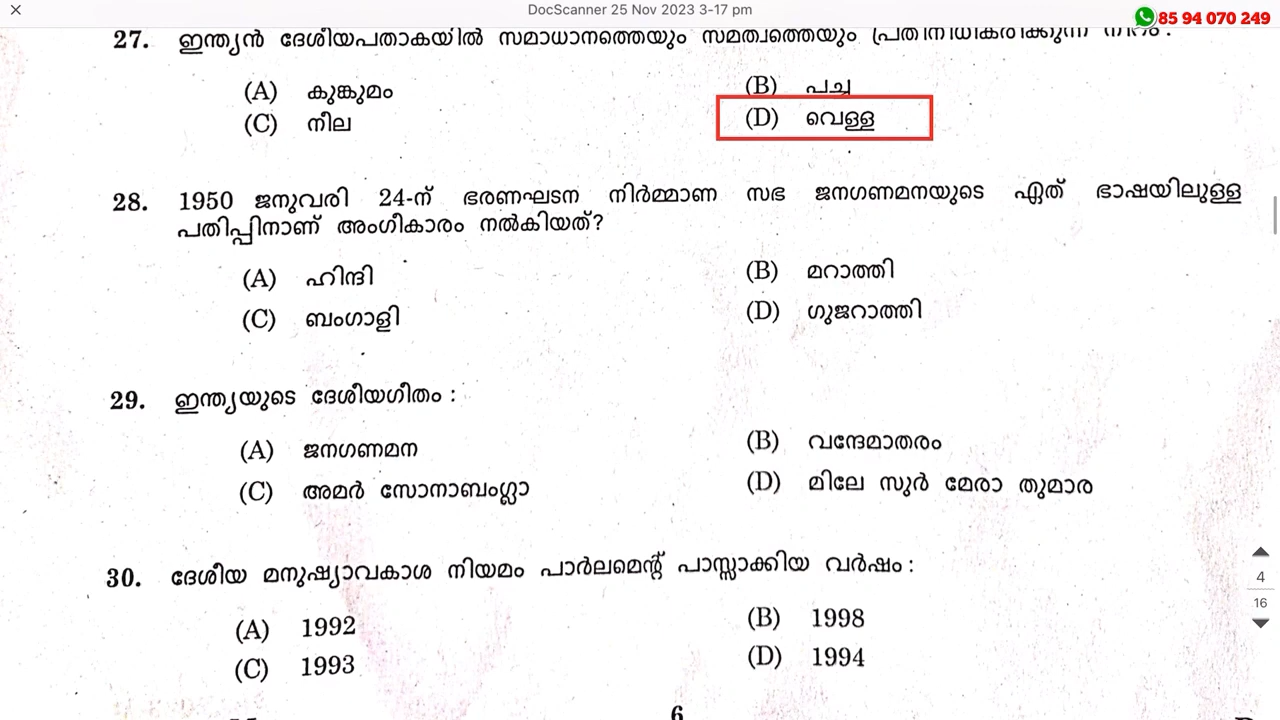 ×
DocScanner 25 Nov 2023 3-17 pm
85 94 070 249
27. ഇന്ത്യൻ ദേശീയപതാകയിൽ സമാധാനത്തെയും സമത്വത്തെയും പ്രതിനിധീകരിക്കുന്ന നിറം :
(A) കുങ്കുമം (B) പച്ച
(C) നീല (D) വെള്ള
28. 1950 ജനുവരി 24-ന് ഭരണഘടന നിർമ്മാണ സഭ ജനഗണമനയുടെ ഏത് ഭാഷയിലുള്ള
പതിപ്പിനാണ് അംഗീകാരം നൽകിയത്?
(A) ഹിന്ദി (B) മറാത്തി
(C) ബംഗാളി (D) ഗുജറാത്തി
29. ഇന്ത്യയുടെ ദേശീയഗീതം :
(A) ജനഗണമന (B) വന്ദേമാതരം
(C) അമർ സോനാബംഗ്ലാ (D) മിലേ സുർ മേരാ തുമാര
30. ദേശീയ മനുഷ്യാവകാശ നിയമം പാർലമെന്റ് പാസ്സാക്കിയ വർഷം :
(A) 1992 (B) 1998
(C) 1993 (D) 1994
4
16
6